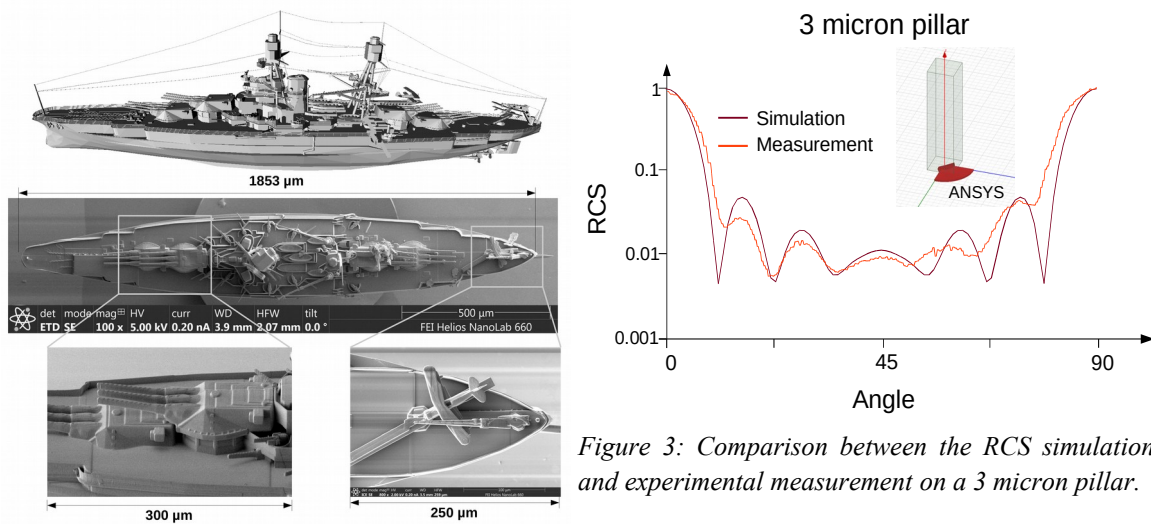 1853 µm
det mode mag⊞ HV curr WD HFW tilt
ETD SE 100 x 5.00 kV 0.20 nA 3.9 mm 2.07 mm 0.0 °
500 µm
FEI Helios NanoLab 660
300 µm
250 µm
3 micron pillar
RCS
1
0.1
0.01
0.001
Simulation
Measurement
ANSYS
0
45
90
Angle
Figure 3: Comparison between the RCS simulation
and experimental measurement on a 3 micron pillar.